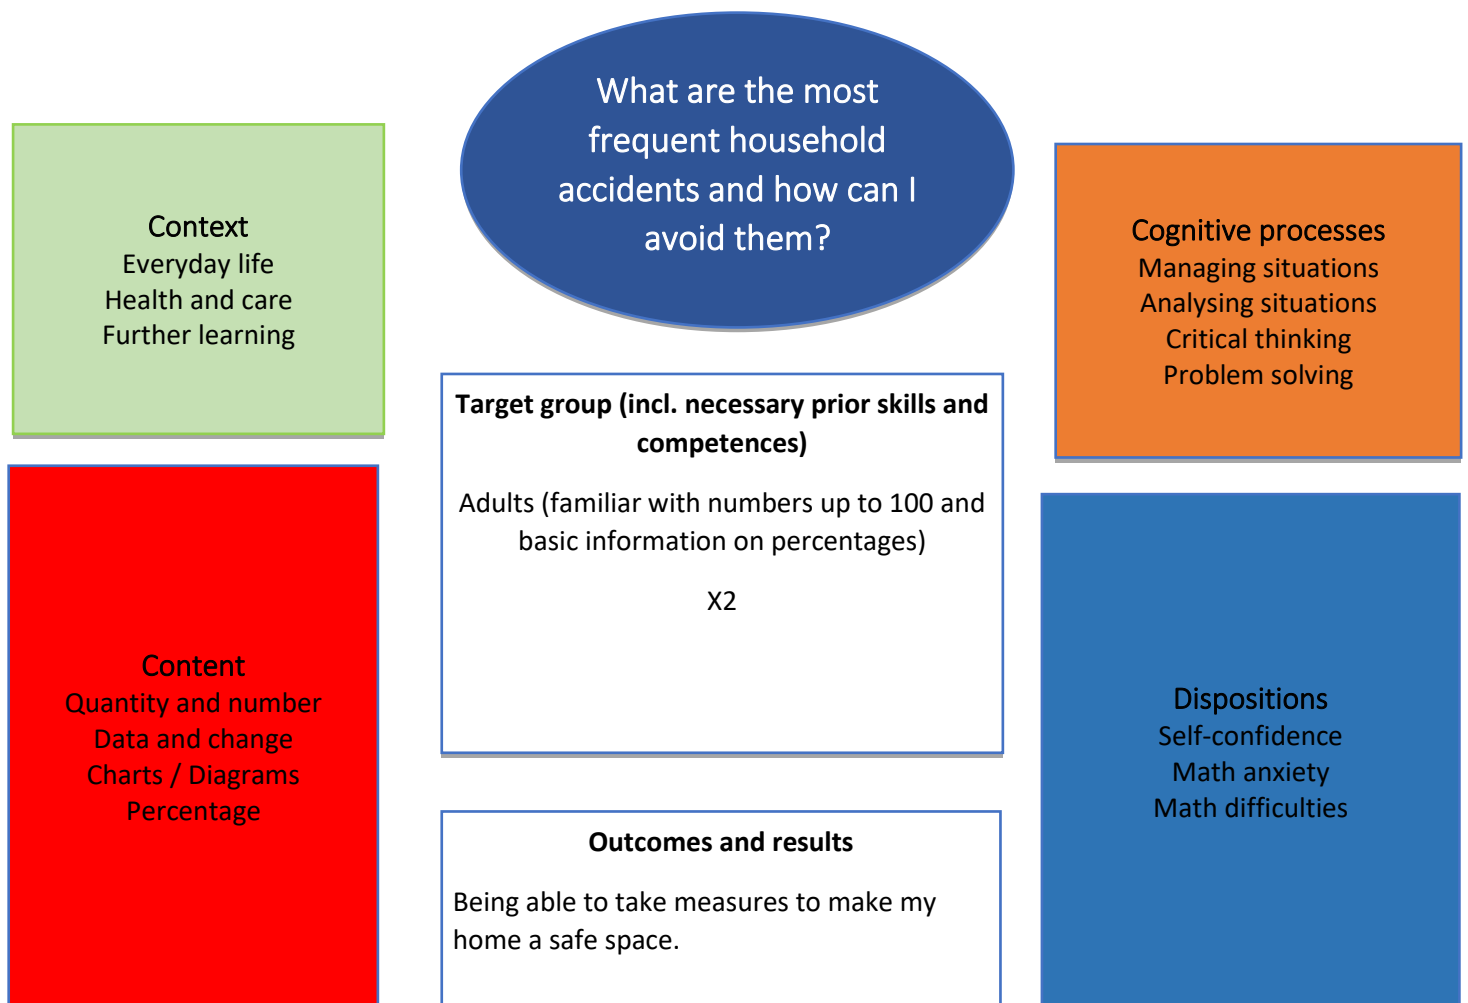 What are the most
frequent household
accidents and how can I
avoid them?
Context
Everyday life
Health and care
Further learning
Cognitive processes
Managing situations
Analysing situations
Critical thinking
Problem solving
Target group (incl. necessary prior skills and
competences)
Adults (familiar with numbers up to 100 and
basic information on percentages)
X2
Content
Quantity and number
Data and change
Charts / Diagrams
Percentage
Dispositions
Self-confidence
Math anxiety
Math difficulties
Outcomes and results
Being able to take measures to make my
home a safe space.